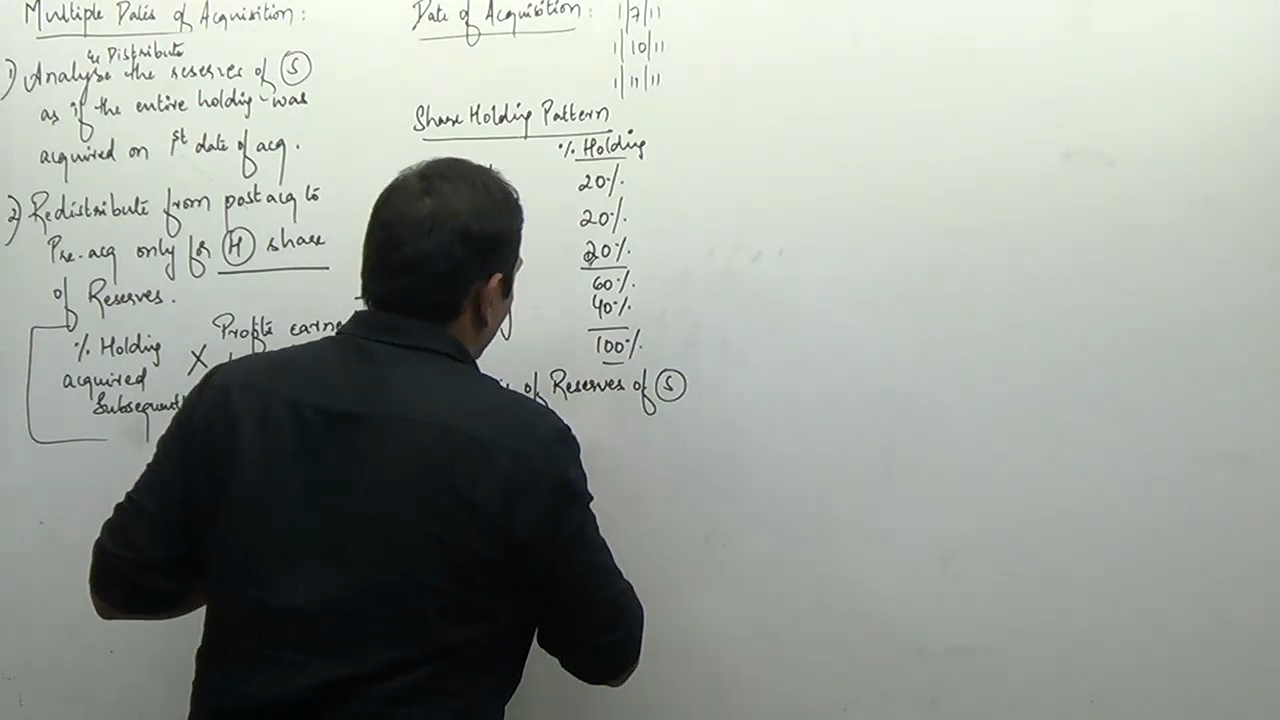 Multiple Dates of Acquisition:
& Distribute
1) Analyse the reserves of (S)
as if the entire holding was
acquired on 1st date of acq.
2) Redistribute from post acq to
Pre-acq only for (H) share
of Reserves.
% Holding
acquired
Subsequent
X
Profits earne
Date of Acquisition:
1/7/11
1/10/11
1/11/11
Share Holding Pattern
% Holding
20%
20%
20%
60%
40%
100%
of Reserves of (S)